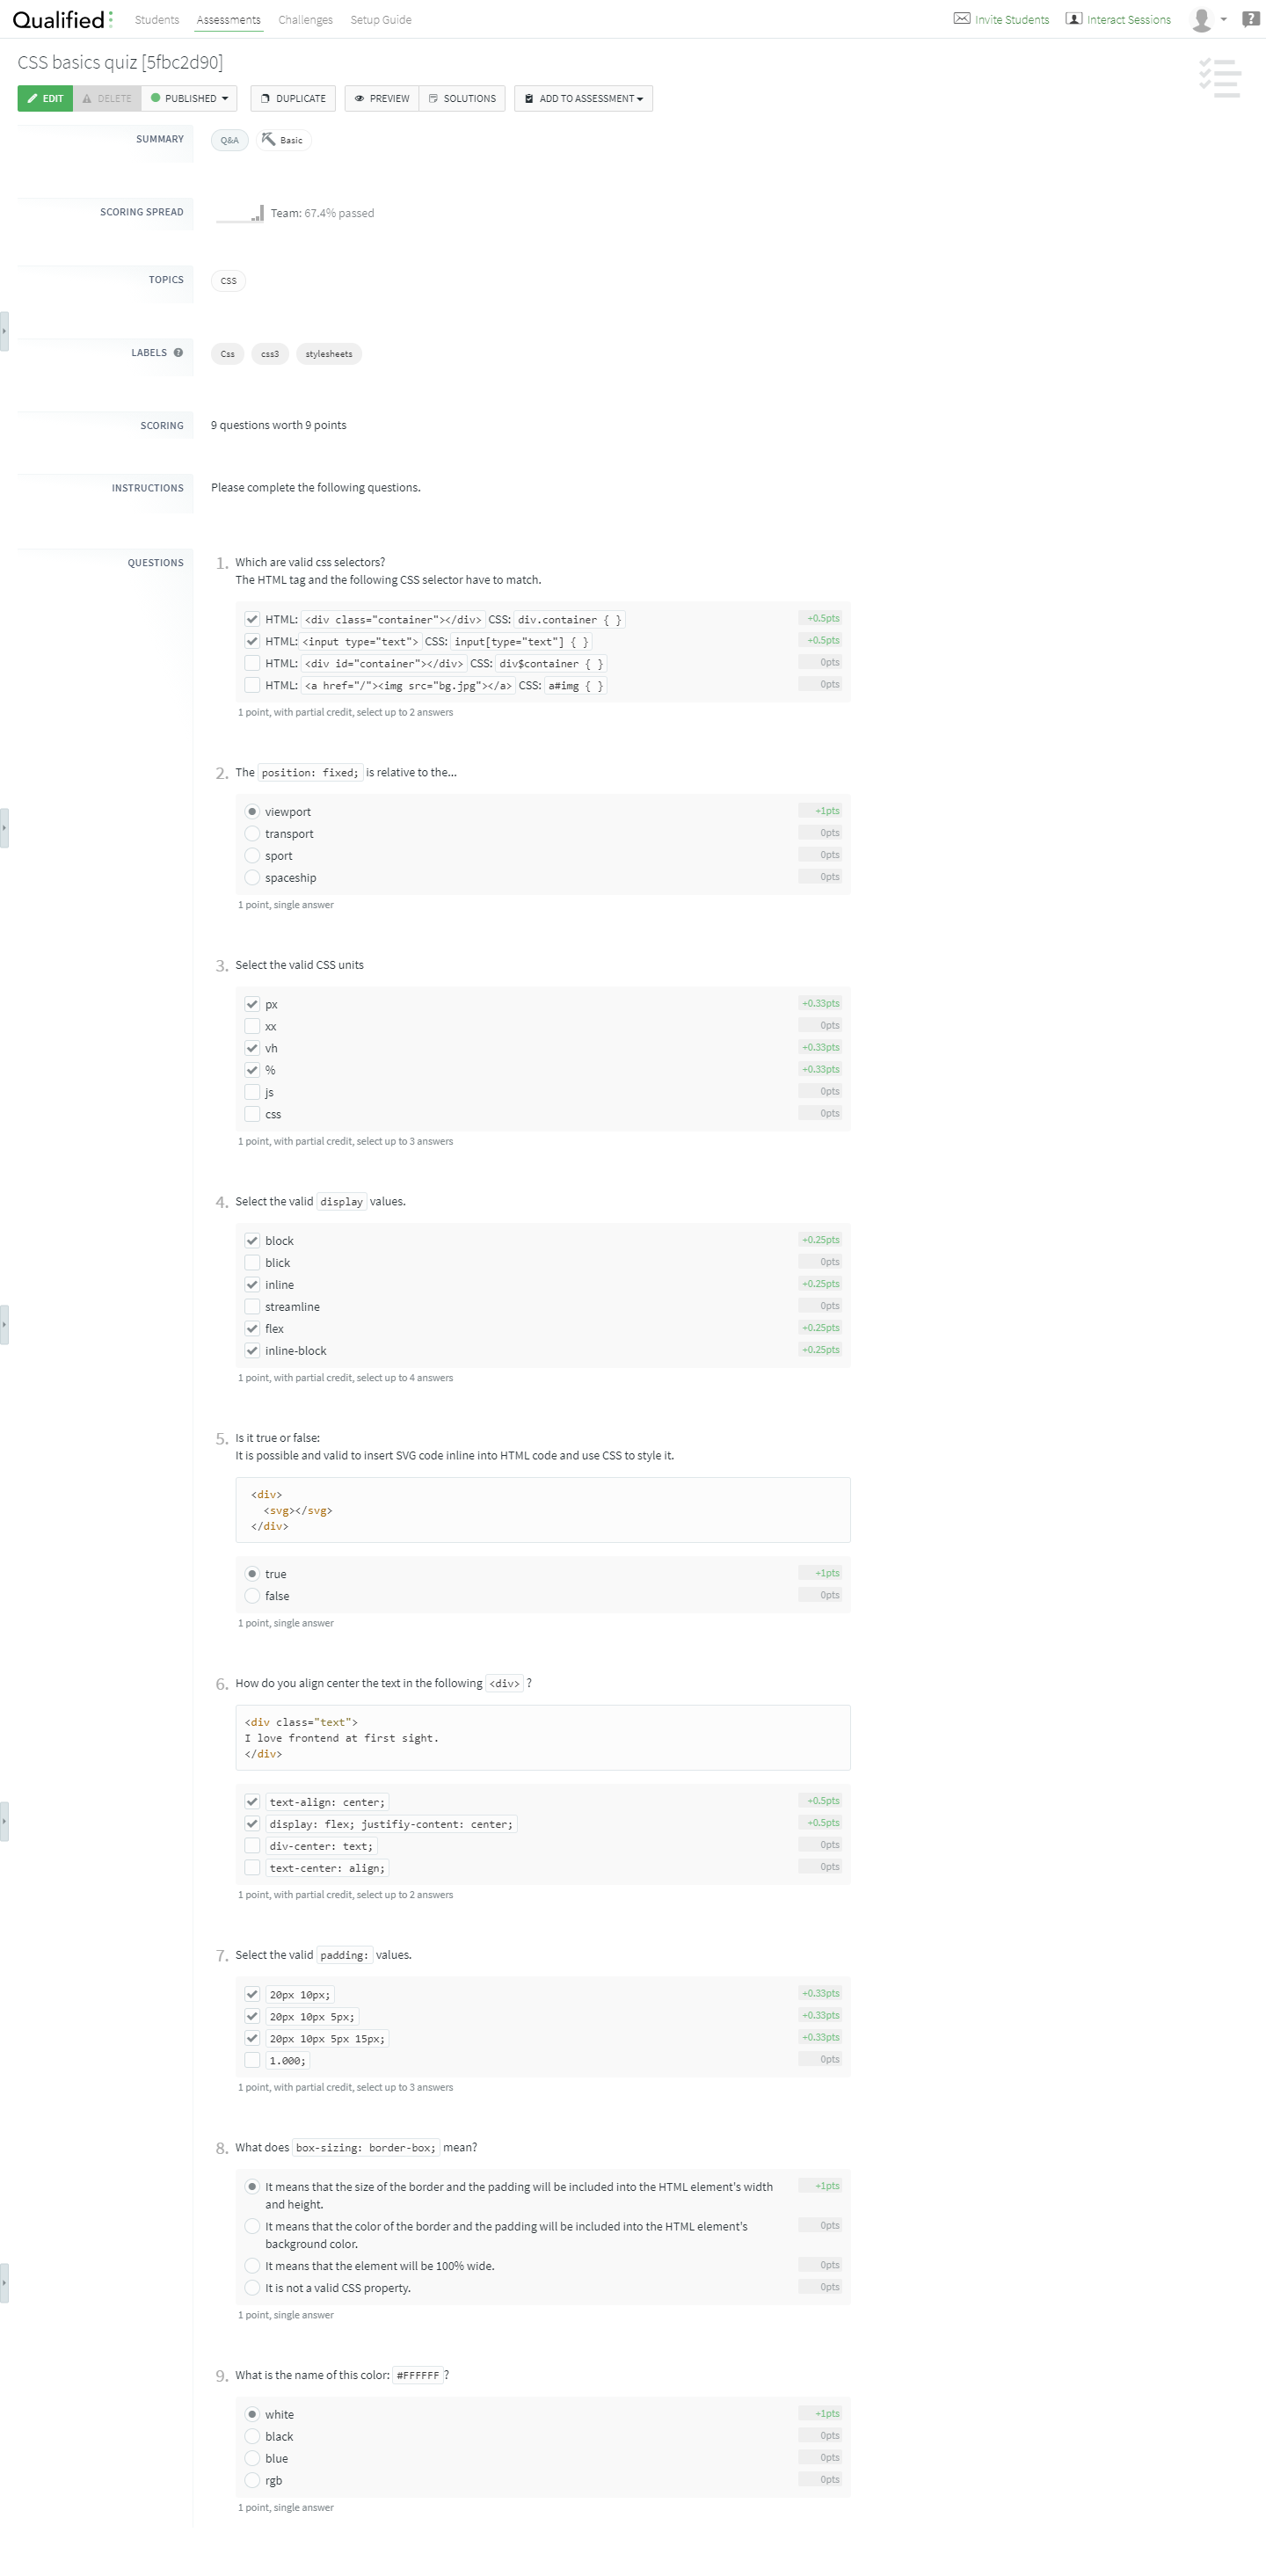 Qualified
Students Assessments Challenges Setup Guide Invite Students Interact Sessions
CSS basics quiz [5fbc2d90]
EDIT DELETE PUBLISHED DUPLICATE PREVIEW SOLUTIONS ADD TO ASSESSMENT
SUMMARY Q&A Basic
SCORING SPREAD Team: 67.4% passed
TOPICS CSS
LABELS Css css3 stylesheets
SCORING 9 questions worth 9 points
INSTRUCTIONS Please complete the following questions.
QUESTIONS 1. Which are valid css selectors?
The HTML tag and the following CSS selector have to match.
HTML: <div class="container"></div> CSS: div.container { } +0.5pts
HTML: <input type="text"> CSS: input[type="text"] { } +0.5pts
HTML: <div id="container"></div> CSS: div$container { } 0pts
HTML: <a href="/"><img src="bg.jpg"></a> CSS: a#img { } 0pts
1 point, with partial credit, select up to 2 answers
2. The position: fixed; is relative to the...
viewport +1pts
transport 0pts
sport 0pts
spaceship 0pts
1 point, single answer
3. Select the valid CSS units
px +0.33pts
xx 0pts
vh +0.33pts
% +0.33pts
js 0pts
css 0pts
1 point, with partial credit, select up to 3 answers
4. Select the valid display values.
block +0.25pts
blick 0pts
inline +0.25pts
streamline 0pts
flex +0.25pts
inline-block +0.25pts
1 point, with partial credit, select up to 4 answers
5. Is it true or false:
It is possible and valid to insert SVG code inline into HTML code and use CSS to style it.
<div>
<svg></svg>
</div>
true +1pts
false 0pts
1 point, single answer
6. How do you align center the text in the following <div> ?
<div class="text">
I love frontend at first sight.
</div>
text-align: center; +0.5pts
display: flex; justifiy-content: center; +0.5pts
div-center: text; 0pts
text-center: align; 0pts
1 point, with partial credit, select up to 2 answers
7. Select the valid padding: values.
20px 10px; +0.33pts
20px 10px 5px; +0.33pts
20px 10px 5px 15px; +0.33pts
1.000; 0pts
1 point, with partial credit, select up to 3 answers
8. What does box-sizing: border-box; mean?
It means that the size of the border and the padding will be included into the HTML element's width +1pts
and height.
It means that the color of the border and the padding will be included into the HTML element's 0pts
background color.
It means that the element will be 100% wide. 0pts
It is not a valid CSS property. 0pts
1 point, single answer
9. What is the name of this color: #FFFFFF ?
white +1pts
black 0pts
blue 0pts
rgb 0pts
1 point, single answer